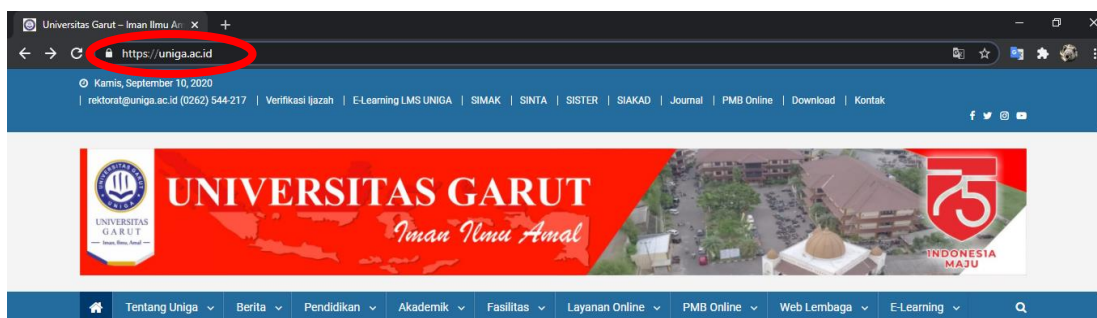 Universitas Garut – Iman Ilmu Am
https://uniga.ac.id
Kamis, September 10, 2020
| rektorat@uniga.ac.id (0262) 544-217 | Verifikasi Ijazah | E-Learning LMS UNIGA | SIMAK | SINTA | SISTER | SIAKAD | Journal | PMB Online | Download | Kontak
UNIVERSITAS GARUT
Iman Ilmu Amal
UNIVERSITAS
GARUT
Iman, Ilmu, Amal
75
INDONESIA
MAJU
Tentang Uniga Berita Pendidikan Akademik Fasilitas Layanan Online PMB Online Web Lembaga E-Learning